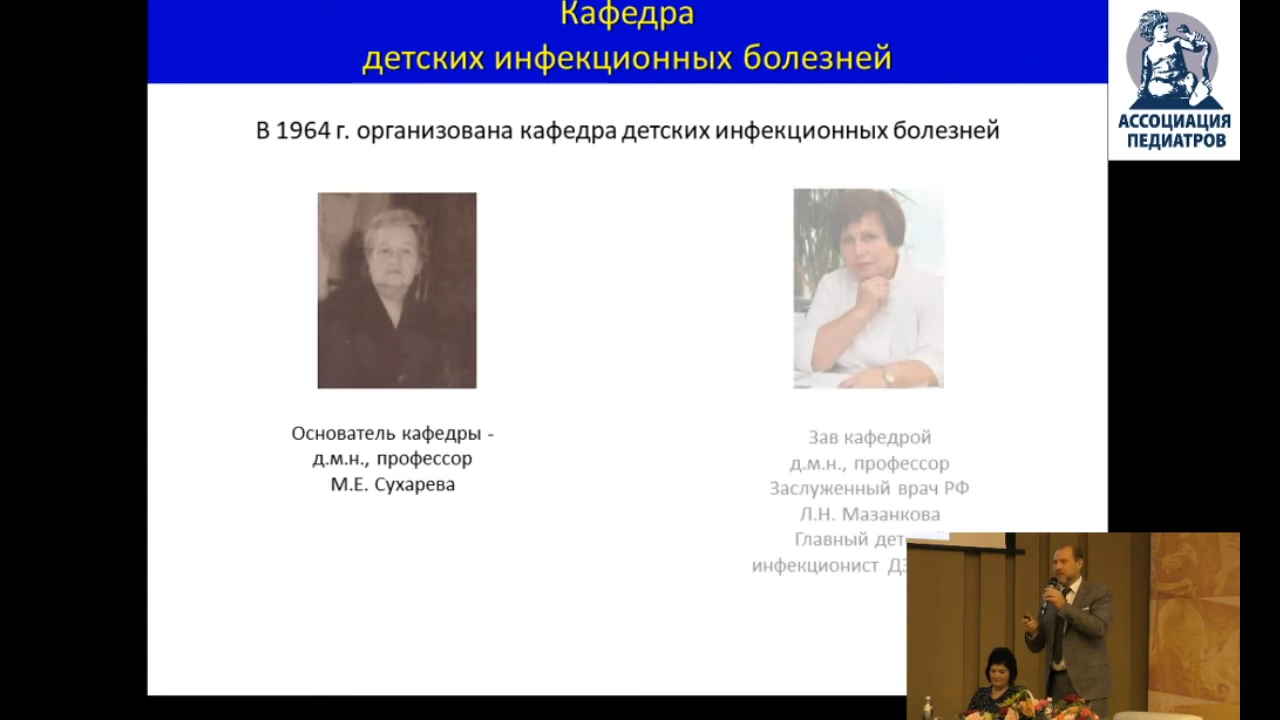 Кафедра
детских инфекционных болезней
АССОЦИАЦИЯ
ПЕДИАТРОВ
В 1964 г. организована кафедра детских инфекционных болезней
Основатель кафедры -
д.м.н., профессор
М.Е. Сухарева
Зав кафедрой
д.м.н., профессор
Заслуженный врач РФ
Л.Н. Мазанкова
Главный
инфекционист